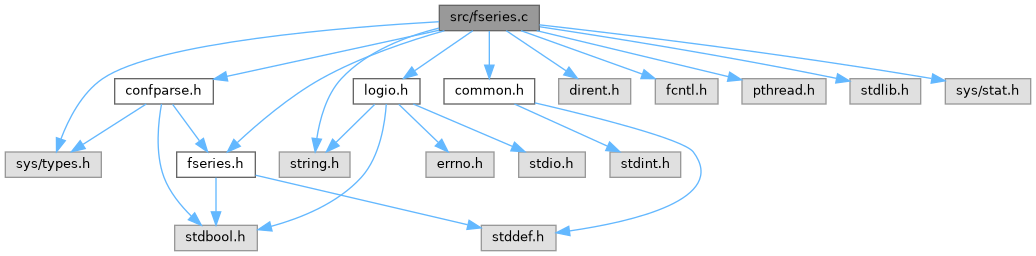 src/fseries.c
confparse.h
logio.h
common.h
dirent.h
fcntl.h
pthread.h
stdlib.h
sys/stat.h
sys/types.h
fseries.h
string.h
errno.h
stdio.h
stdint.h
stdbool.h
stddef.h